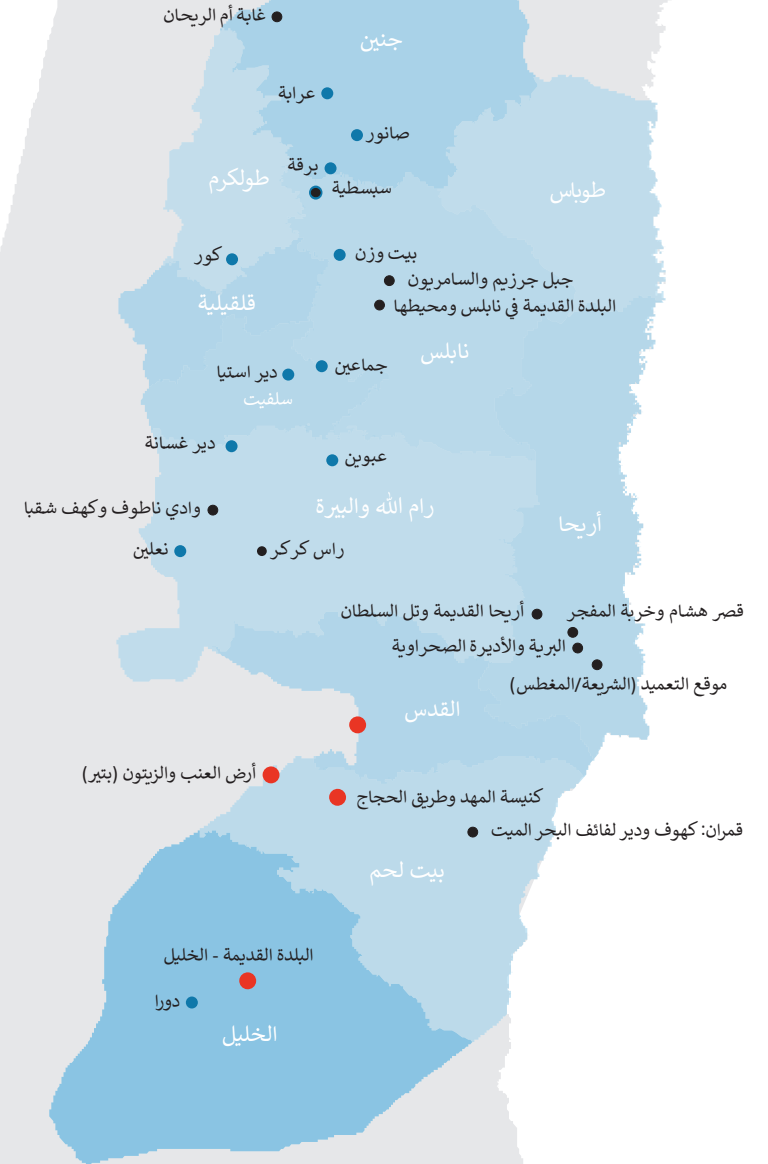 غابة أم الريحان
جنين
عرابة
صانور
برقة
طولكرم
سبسطية
طوباس
بيت وزن
كور
جبل جرزيم والسامريون
قلقيلية
البلدة القديمة في نابلس ومحيطها
نابلس
جماعين
دير استيا
سلفيت
دير غسانة
عبوين
رام الله والبيرة
وادي ناطوف وكهف شقبا
أريحا
راس كركر
نعلين
قصر هشام وخربة المفجر
أريحا القديمة وتل السلطان
البرية والأديرة الصحراوية
موقع التعميد (الشريعة/المغطس)
القدس
أرض العنب والزيتون (بتير)
كنيسة المهد وطريق الحجاج
قمران: كهوف ودير لفائف البحر الميت
بيت لحم
البلدة القديمة - الخليل
دورا
الخليل